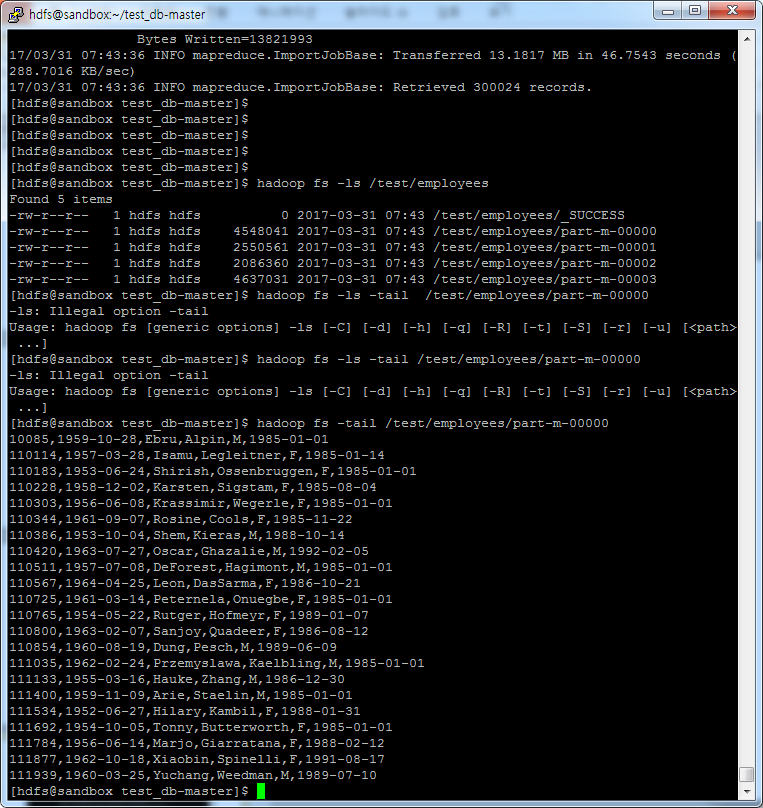 hdfs@sandbox:~/test_db-master
                Bytes Written=13821993
17/03/31 07:43:36 INFO mapreduce.ImportJobBase: Transferred 13.1817 MB in 46.7543 seconds (
288.7016 KB/sec)
17/03/31 07:43:36 INFO mapreduce.ImportJobBase: Retrieved 300024 records.
[hdfs@sandbox test_db-master]$
[hdfs@sandbox test_db-master]$
[hdfs@sandbox test_db-master]$
[hdfs@sandbox test_db-master]$
[hdfs@sandbox test_db-master]$
[hdfs@sandbox test_db-master]$ hadoop fs -ls /test/employees
Found 5 items
-rw-r--r--   1 hdfs hdfs          0 2017-03-31 07:43 /test/employees/_SUCCESS
-rw-r--r--   1 hdfs hdfs    4548041 2017-03-31 07:43 /test/employees/part-m-00000
-rw-r--r--   1 hdfs hdfs    2550561 2017-03-31 07:43 /test/employees/part-m-00001
-rw-r--r--   1 hdfs hdfs    2086360 2017-03-31 07:43 /test/employees/part-m-00002
-rw-r--r--   1 hdfs hdfs    4637031 2017-03-31 07:43 /test/employees/part-m-00003
[hdfs@sandbox test_db-master]$ hadoop fs -ls -tail  /test/employees/part-m-00000
-ls: Illegal option -tail
Usage: hadoop fs [generic options] -ls [-C] [-d] [-h] [-q] [-R] [-t] [-S] [-r] [-u] [<path>
 ...]
[hdfs@sandbox test_db-master]$ hadoop fs -ls -tail /test/employees/part-m-00000
-ls: Illegal option -tail
Usage: hadoop fs [generic options] -ls [-C] [-d] [-h] [-q] [-R] [-t] [-S] [-r] [-u] [<path>
 ...]
[hdfs@sandbox test_db-master]$ hadoop fs -tail /test/employees/part-m-00000
10085,1959-10-28,Ebru,Alpin,M,1985-01-01
110114,1957-03-28,Isamu,Legleitner,F,1985-01-14
110183,1953-06-24,Shirish,Ossenbruggen,F,1985-01-01
110228,1958-12-02,Karsten,Sigstam,F,1985-08-04
110303,1956-06-08,Krassimir,Wegerle,F,1985-01-01
110344,1961-09-07,Rosine,Cools,F,1985-11-22
110386,1953-10-04,Shem,Kieras,M,1988-10-14
110420,1963-07-27,Oscar,Ghazalie,M,1992-02-05
110511,1957-07-08,DeForest,Hagimont,M,1985-01-01
110567,1964-04-25,Leon,DasSarma,F,1986-10-21
110725,1961-03-14,Peternela,Onuegbe,F,1985-01-01
110765,1954-05-22,Rutger,Hofmeyr,F,1989-01-07
110800,1963-02-07,Sanjoy,Quadeer,F,1986-08-12
110854,1960-08-19,Dung,Pesch,M,1989-06-09
111035,1962-02-24,Przemyslawa,Kaelbling,M,1985-01-01
111133,1955-03-16,Hauke,Zhang,M,1986-12-30
111400,1959-11-09,Arie,Staelin,M,1985-01-01
111534,1952-06-27,Hilary,Kambil,F,1988-01-31
111692,1954-10-05,Tonny,Butterworth,F,1985-01-01
111784,1956-06-14,Marjo,Giarratana,F,1988-02-12
111877,1962-10-18,Xiaobin,Spinelli,F,1991-08-17
111939,1960-03-25,Yuchang,Weedman,M,1989-07-10
[hdfs@sandbox test_db-master]$